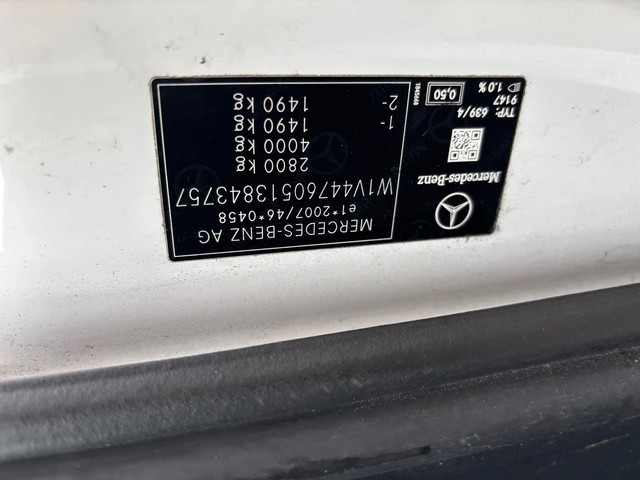 MERCEDES-BENZ AG
e1*2007/46*0458
W1V44760513843757
2800 kg
4000 kg
1- 1490 kg
2- 1490 kg
Mercedes-Benz
TYP: 639/4
9147
1.0 %
0,50